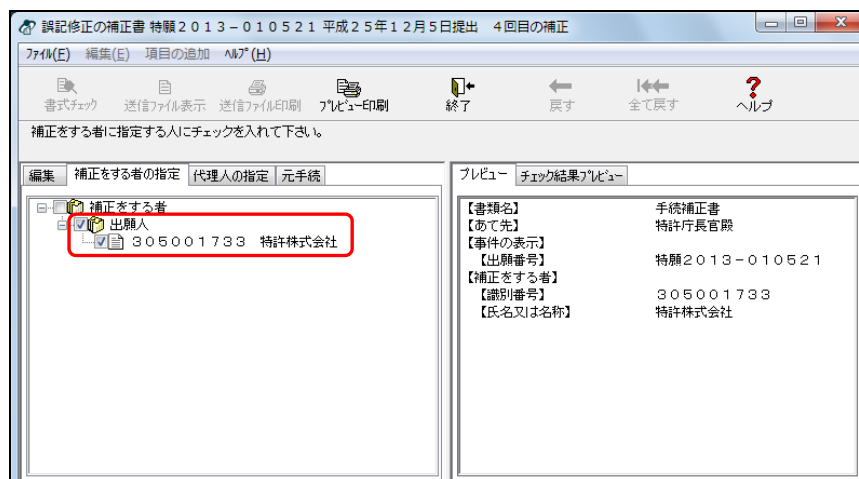 誤記修正の補正書 特願２０１３－０１０５２１ 平成２５年１２月５日提出　４回目の補正
ﾌｧｲﾙ(F)　編集(E)　項目の追加　ﾍﾙﾌﾟ(H)
書式ﾁｪｯｸ　送信ﾌｧｲﾙ表示　送信ﾌｧｲﾙ印刷　ﾌﾟﾚﾋﾞｭｰ印刷　終了　戻す　全て戻す　ヘルプ
補正をする者に指定する人にチェックを入れて下さい。
編集　補正をする者の指定　代理人の指定　元手続
補正をする者
出願人
３０５００１７３３　特許株式会社
プレビュー　チェック結果ﾌﾟﾚﾋﾞｭｰ
【書類名】　手続補正書
【あて先】　特許庁長官殿
【事件の表示】
【出願番号】　特願２０１３－０１０５２１
【補正をする者】
【識別番号】　３０５００１７３３
【氏名又は名称】　特許株式会社